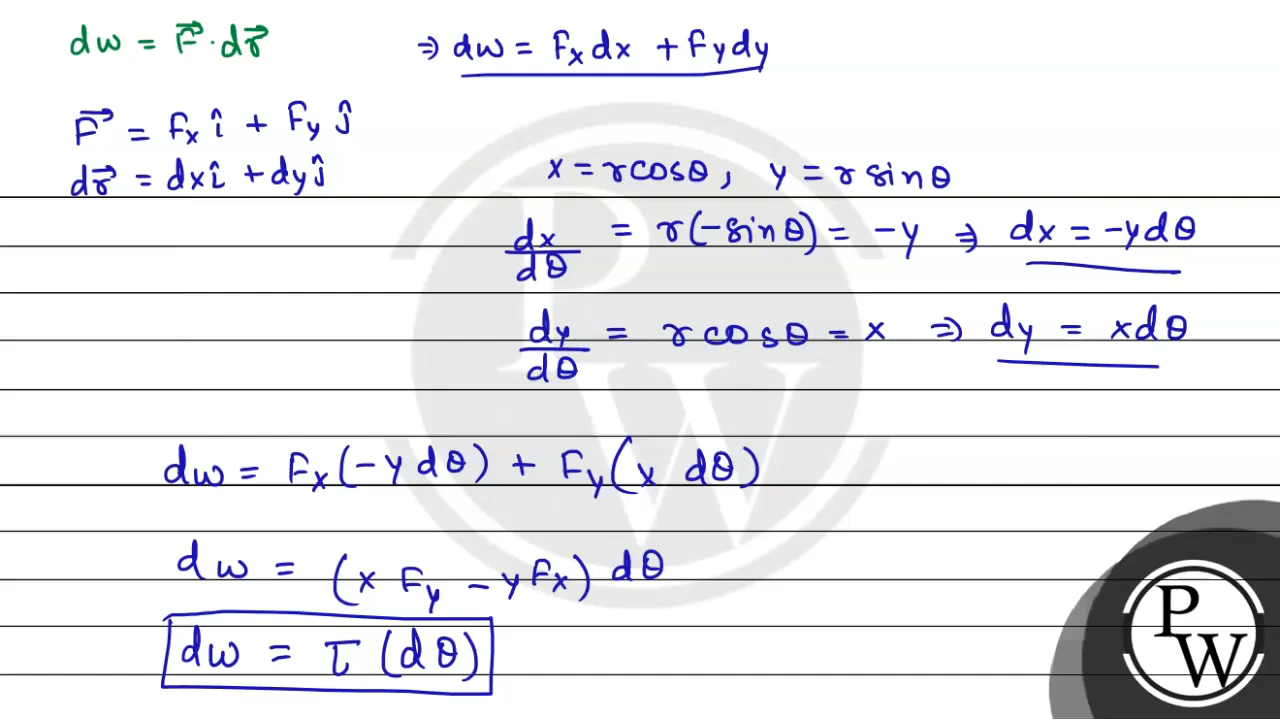 dw = F⃗ · dr⃗ ⇒ dw = Fx dx + Fy dy
F⃗ = Fx î + Fy ĵ
dr⃗ = dx î + dy ĵ
x = r cosθ, y = r sinθ
dx/dθ = r(-sinθ) = -y ⇒ dx = -y dθ
dy/dθ = r cosθ = x ⇒ dy = x dθ
dw = Fx(-y dθ) + Fy(x dθ)
dw = (x Fy - y Fx) dθ
dw = τ (dθ)
PW
PW